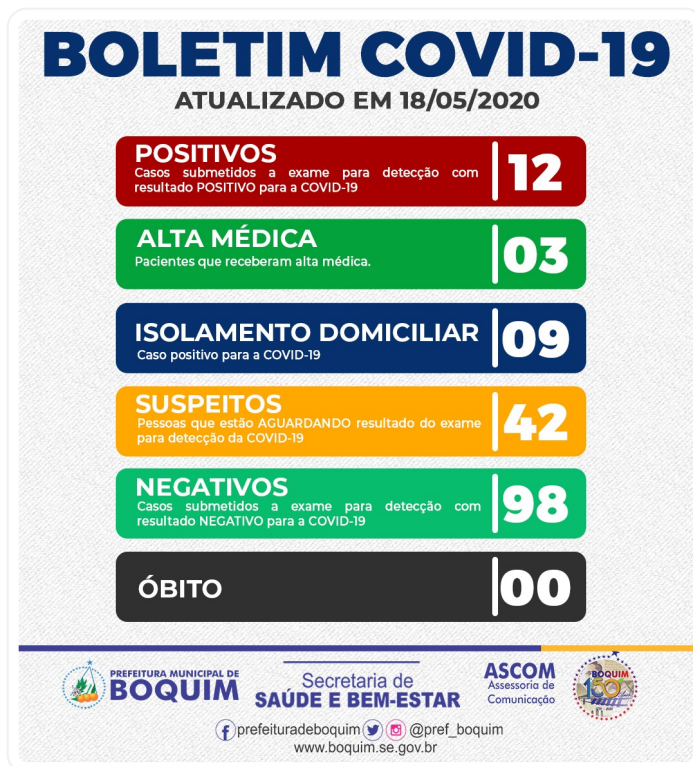 BOLETIM COVID-19
ATUALIZADO EM 18/05/2020
POSITIVOS
Casos submetidos a exame para detecção com
resultado POSITIVO para a COVID-19
12
ALTA MÉDICA
Pacientes que receberam alta médica.
03
ISOLAMENTO DOMICILIAR
Caso positivo para a COVID-19
09
SUSPEITOS
Pessoas que estão AGUARDANDO resultado do exame
para detecção da COVID-19
42
NEGATIVOS
Casos submetidos a exame para detecção com
resultado NEGATIVO para a COVID-19
98
ÓBITO
00
PREFEITURA MUNICIPAL DE
BOQUIM
Secretaria de
SAÚDE E BEM-ESTAR
ASCOM
Assessoria de
Comunicação
BOQUIM
150
prefeituradeboquim @pref_boquim
www.boquim.se.gov.br